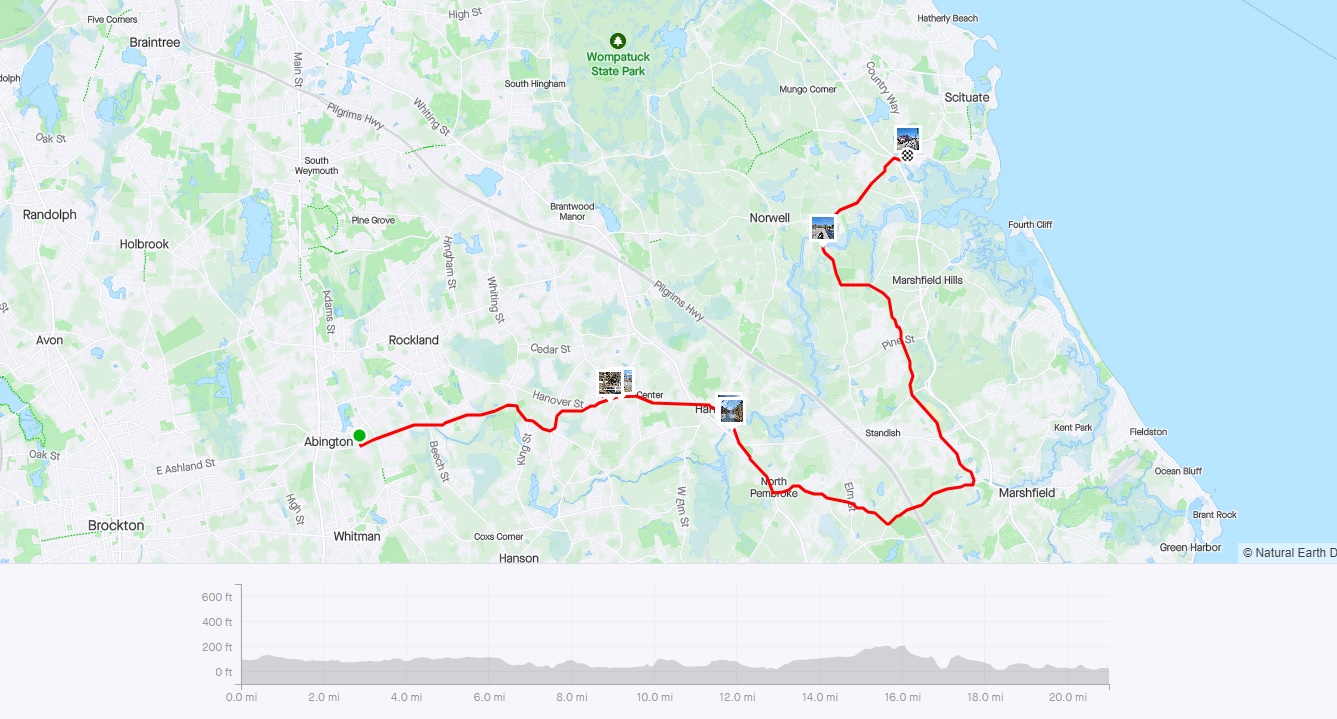 High St
Hatherly Beach
Five Corners
Braintree
Main St
Wompatuck
State Park
South Hingham
Mungo Corner
Country Way
Scituate
dolph
Pilgrims Hwy
Whiting St
Oak St
South
Weymouth
Randolph
Pine Grove
Brantwood
Manor
Norwell
Fourth Cliff
Holbrook
Hingham St
Whiting St
Pilgrims Hwy
Marshfield Hills
Adams St
Avon
Rockland
Cedar St
Pine St
Hanover St
Center
Han
Abington
Standish
Kent Park
Fieldston
Oak St
E Ashland St
Beech St
King St
Ocean Bluff
North
Pembroke
Elm St
Marshfield
High St
W Elm St
Brockton
Whitman
Coxs Corner
Hanson
Brant Rock
Green Harbor
© Natural Earth D
600 ft
400 ft
200 ft
0 ft
0.0 mi 2.0 mi 4.0 mi 6.0 mi 8.0 mi 10.0 mi 12.0 mi 14.0 mi 16.0 mi 18.0 mi 20.0 mi